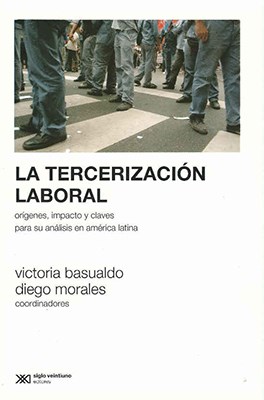 LA TERCERIZACIÓN
LABORAL
orígenes, impacto y claves
para su análisis en américa latina
victoria basualdo
diego morales
coordinadores
siglo veintiuno